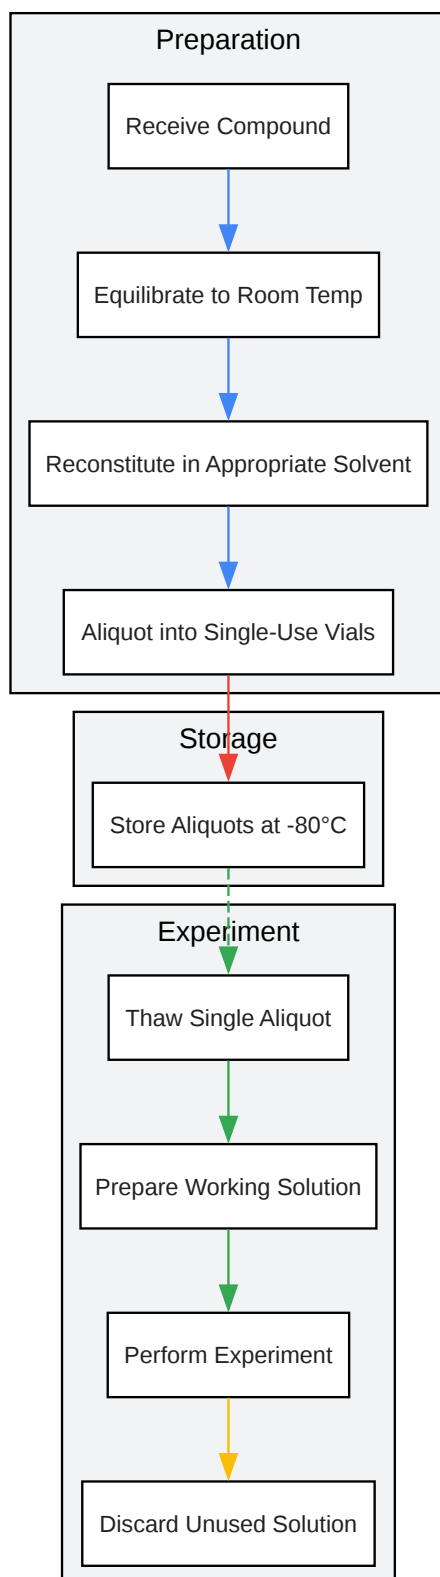 Preparation
Receive Compound
Equilibrate to Room Temp
Reconstitute in Appropriate Solvent
Aliquot into Single-Use Vials
Storage
Store Aliquots at -80°C
Experiment
Thaw Single Aliquot
Prepare Working Solution
Perform Experiment
Discard Unused Solution